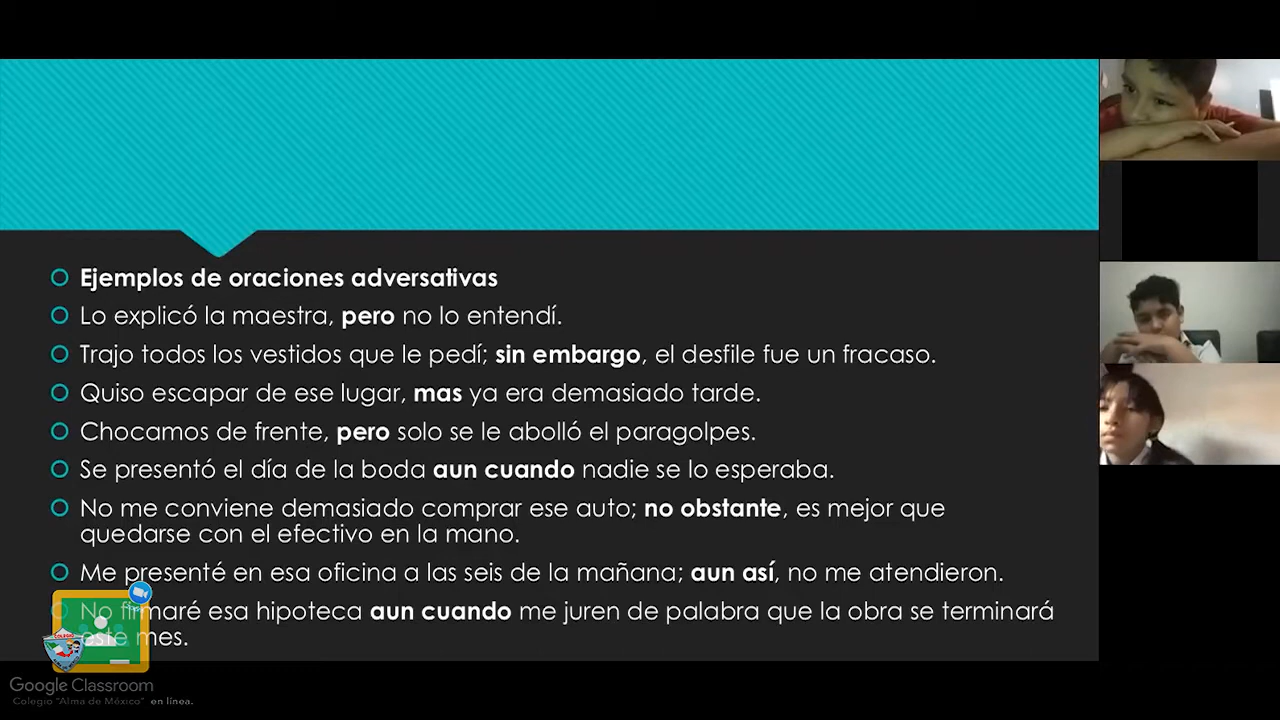 Ejemplos de oraciones adversativas
Lo explicó la maestra, pero no lo entendí.
Trajo todos los vestidos que le pedí; sin embargo, el desfile fue un fracaso.
Quiso escapar de ese lugar, mas ya era demasiado tarde.
Chocamos de frente, pero solo se le abolló el paragolpes.
Se presentó el día de la boda aun cuando nadie se lo esperaba.
No me conviene demasiado comprar ese auto; no obstante, es mejor que
quedarse con el efectivo en la mano.
Me presenté en esa oficina a las seis de la mañana; aun así, no me atendieron.
No firmaré esa hipoteca aun cuando me juren de palabra que la obra se terminará
este mes.
COLEGIO
Google Classroom
Colegio "Alma de México" en línea.